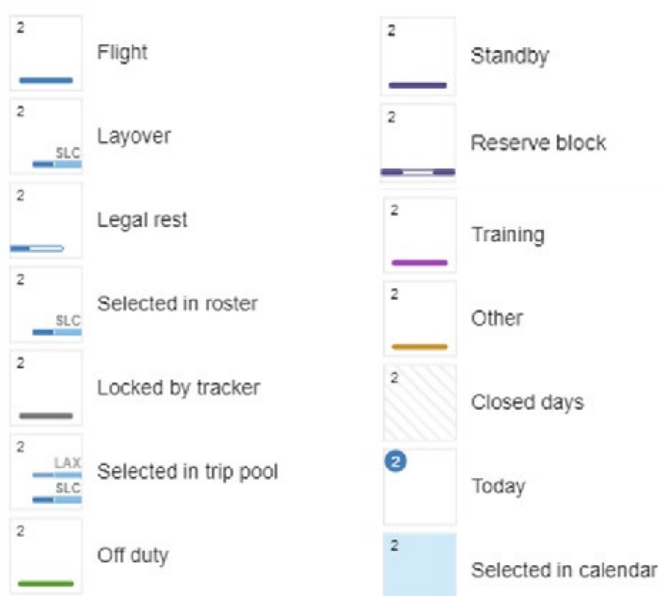 2
Flight
2
SLC
Layover
2
Legal rest
2
SLC
Selected in roster
2
Locked by tracker
2
LAX
SLC
Selected in trip pool
2
Off duty
2
Standby
2
Reserve block
2
Training
2
Other
2
Closed days
2
Today
2
Selected in calendar